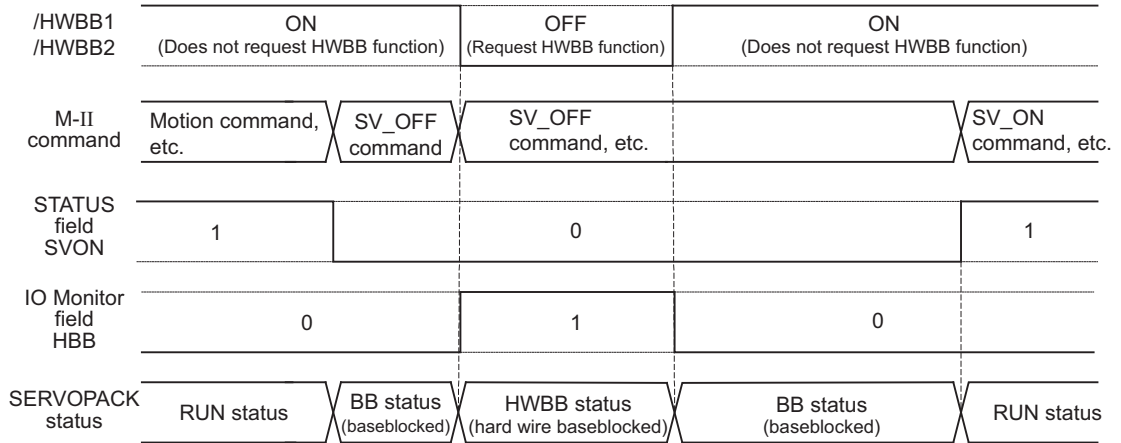 /HWBB1
/HWBB2
ON
(Does not request HWBB function)
OFF
(Request HWBB function)
ON
(Does not request HWBB function)
M-II
command
Motion command,
etc.
SV_OFF
command
SV_OFF
command, etc.
SV_ON
command, etc.
STATUS
field
SVON
1
0
1
IO Monitor
field
HBB
0
1
0
SERVOPACK
status
RUN status
BB status
(baseblocked)
HWBB status
(hard wire baseblocked)
BB status
(baseblocked)
RUN status